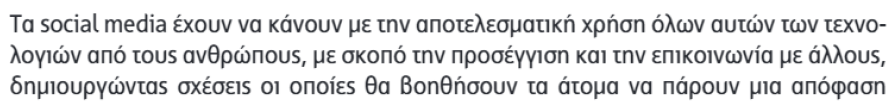 Τα social media έχουν να κάνουν με την αποτελεσματική χρήση όλων αυτών των τεχνο-
λογιών από τους ανθρώπους, με σκοπό την προσέγγιση και την επικοινωνία με άλλους,
δημιουργώντας σχέσεις οι οποίες θα βοηθήσουν τα άτομα να πάρουν μια απόφαση